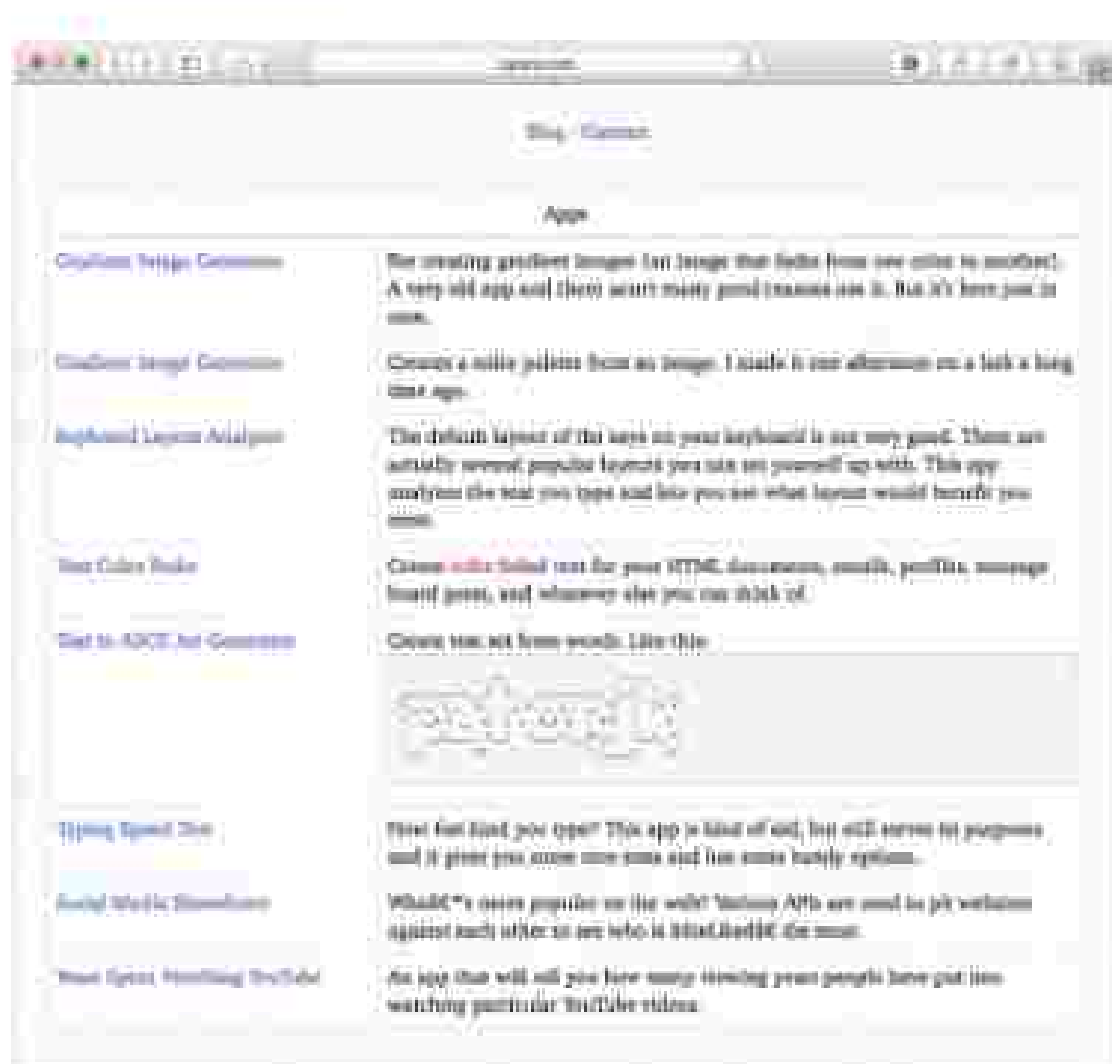 Blog Contact
Apps
Gradient Image Generator
For creating gradient images (an image that fades from one color to another).
A very old app and there aren't many good reasons use it. But it's here just in
case.
Gradient Image Generator
Creates a color palette from an image. I made it one afternoon on a lark a long
time ago.
Keyboard Layout Analyzer
The default layout of the keys on your keyboard is not very good. There are
actually several popular layouts you can set yourself up with. This app
analyzes the text you type and lets you see what layout would benefit you
most.
Text Color Fader
Create color faded text for your HTML documents, emails, profiles, message
board posts, and whatever else you can think of.
Text to ASCII Art Generator
Create text art from words. Like this:
Typing Speed Test
How fast can you type? This app is kind of old, but still serves its purposes
and it gives you some nice stats and has some handy options.
Social Media Showdown
Whatâ€™s more popular on the web? Various APIs are used to pit websites
against each other to see who is the most.
Years Spent Watching YouTube
An app that will tell you how many viewing years people have put into
watching particular YouTube videos.